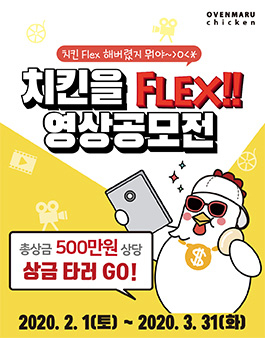 OVENMARU
chicken
치킨 Flex 해버렸지 뭐야~>O<*
치킨을 FLEX!!
영상공모전
총상금 500만원 상당
상금 타러 GO!
$
2020. 2. 1(토) ~ 2020. 3. 31(화)